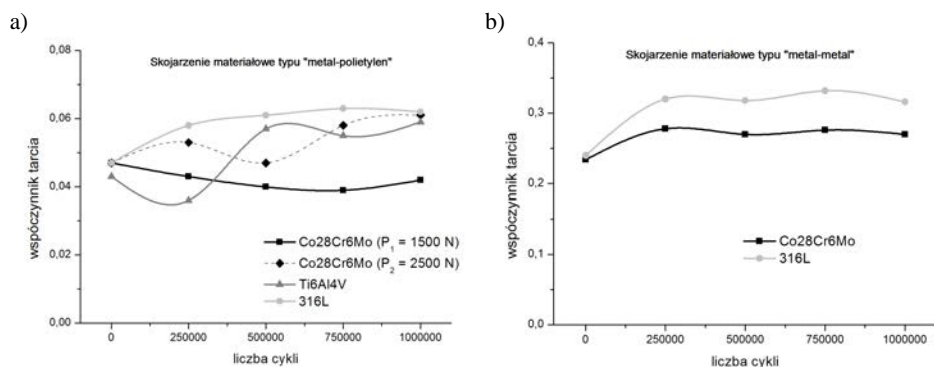 a)
Skojarzenie materiałowe typu "metal-polietylen"
współczynnik tarcia
0,08
0,06
0,04
0,02
0,00
Co28Cr6Mo (P₁ = 1500 N)
Co28Cr6Mo (P₂ = 2500 N)
Ti6Al4V
316L
0
250000
500000
750000
1000000
liczba cykli
b)
Skojarzenie materiałowe typu "metal-metal"
współczynnik tarcia
0,4
0,3
0,2
0,1
0,0
Co28Cr6Mo
316L
0
250000
500000
750000
1000000
liczba cykli